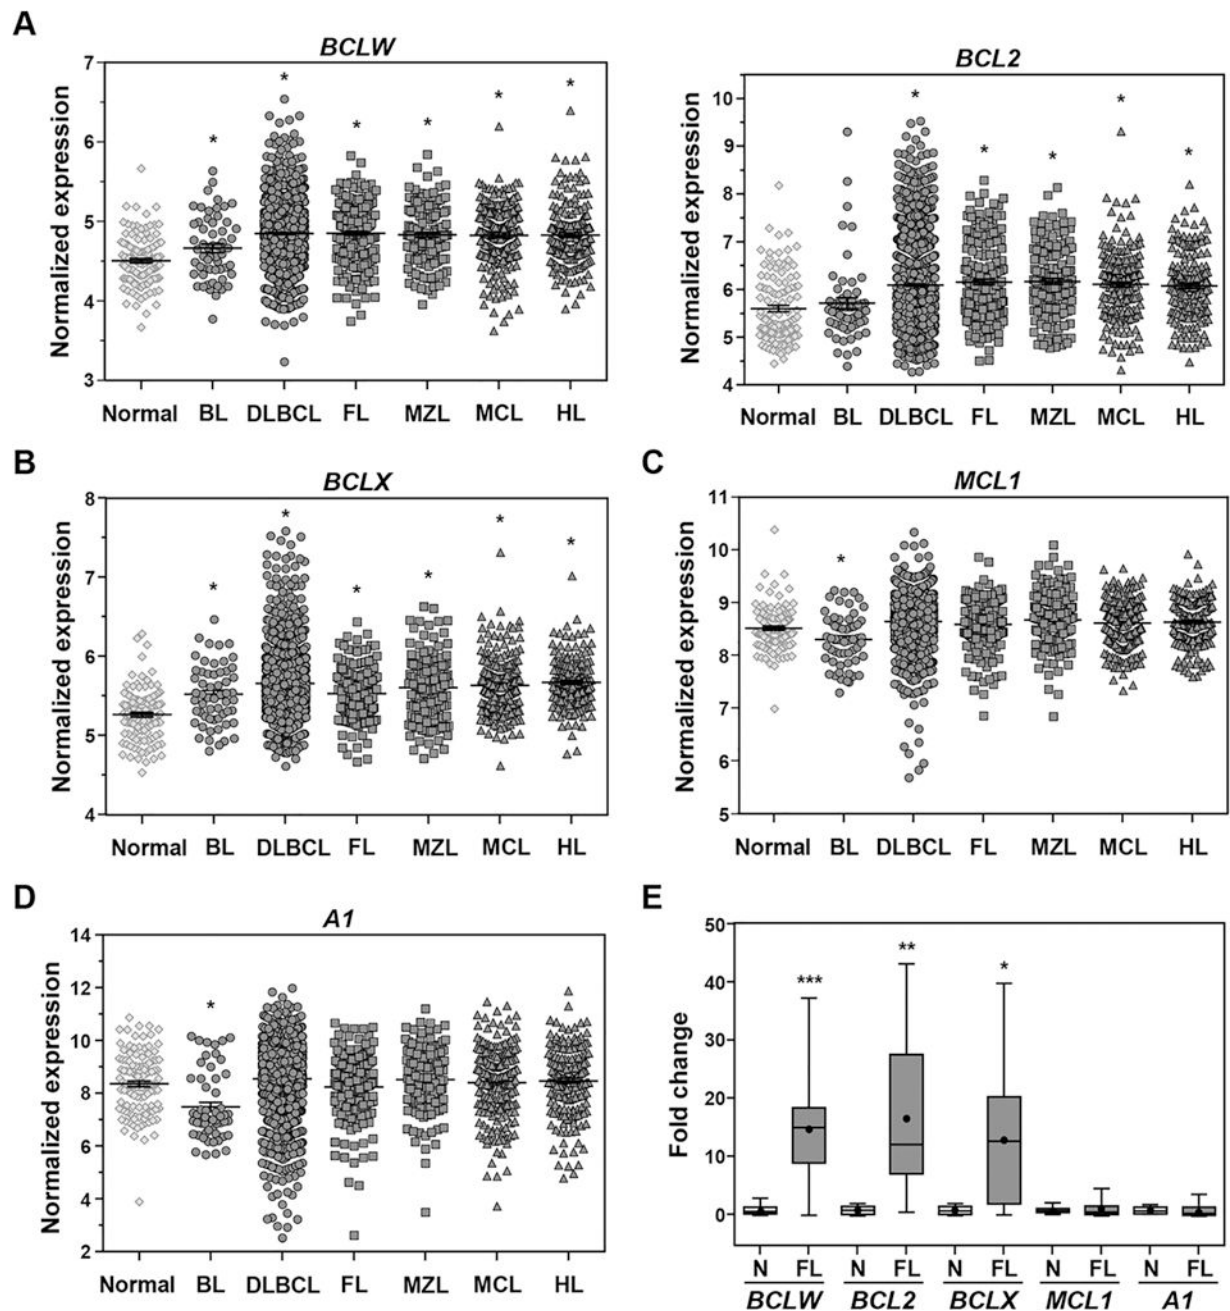 A
BCLW
Normalized expression
7
6
5
4
3
* * * * * *
Normal BL DLBCL FL MZL MCL HL
BCL2
Normalized expression
10
9
8
7
6
5
4
* * * * *
Normal BL DLBCL FL MZL MCL HL
B
BCLX
Normalized expression
8
7
6
5
4
* * * * * *
Normal BL DLBCL FL MZL MCL HL
C
MCL1
Normalized expression
11
10
9
8
7
6
5
*
Normal BL DLBCL FL MZL MCL HL
D
A1
Normalized expression
14
12
10
8
6
4
2
*
Normal BL DLBCL FL MZL MCL HL
E
Fold change
50
40
30
20
10
0
*** ** *
N FL N FL N FL N FL N FL
BCLW BCL2 BCLX MCL1 A1